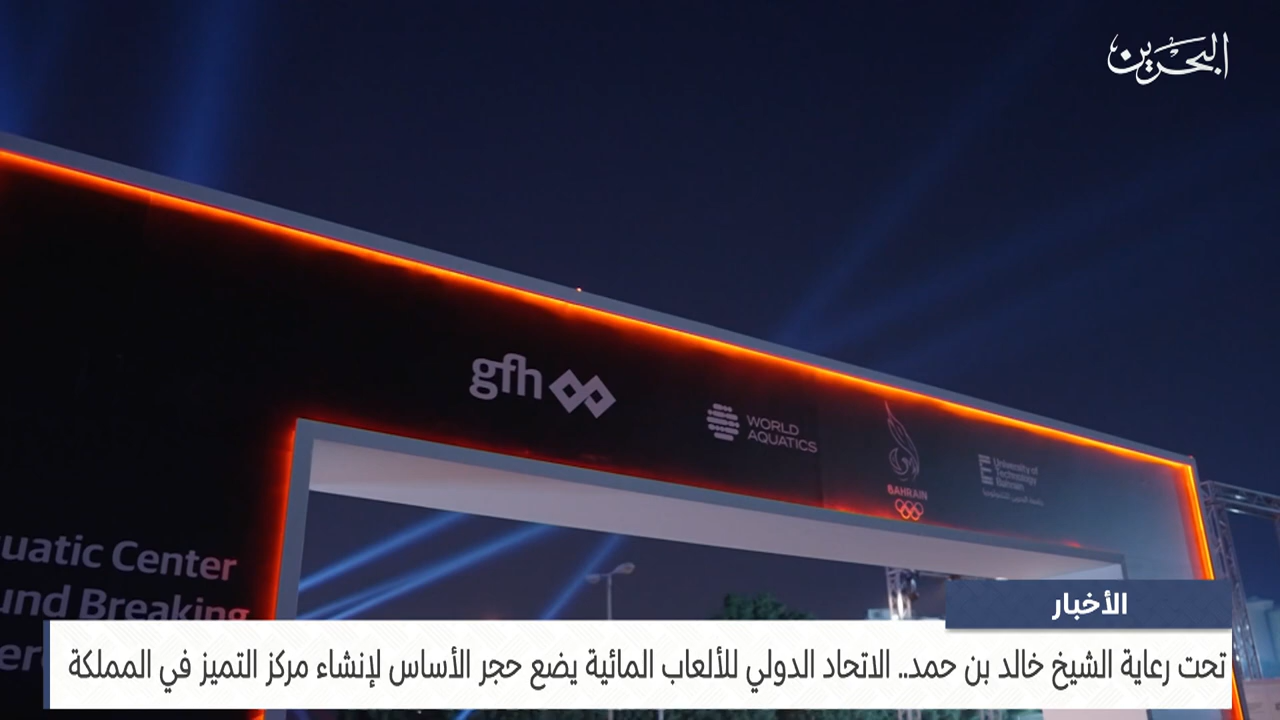 البحرين
gfh
WORLD
AQUATICS
BAHRAIN
University of
Technology
Bahrain
uatic Center
und Breaking
الأخبار
تحت رعاية الشيخ خالد بن حمد.. الاتحاد الدولي للألعاب المائية يضع حجر الأساس لإنشاء مركز التميز في المملكة